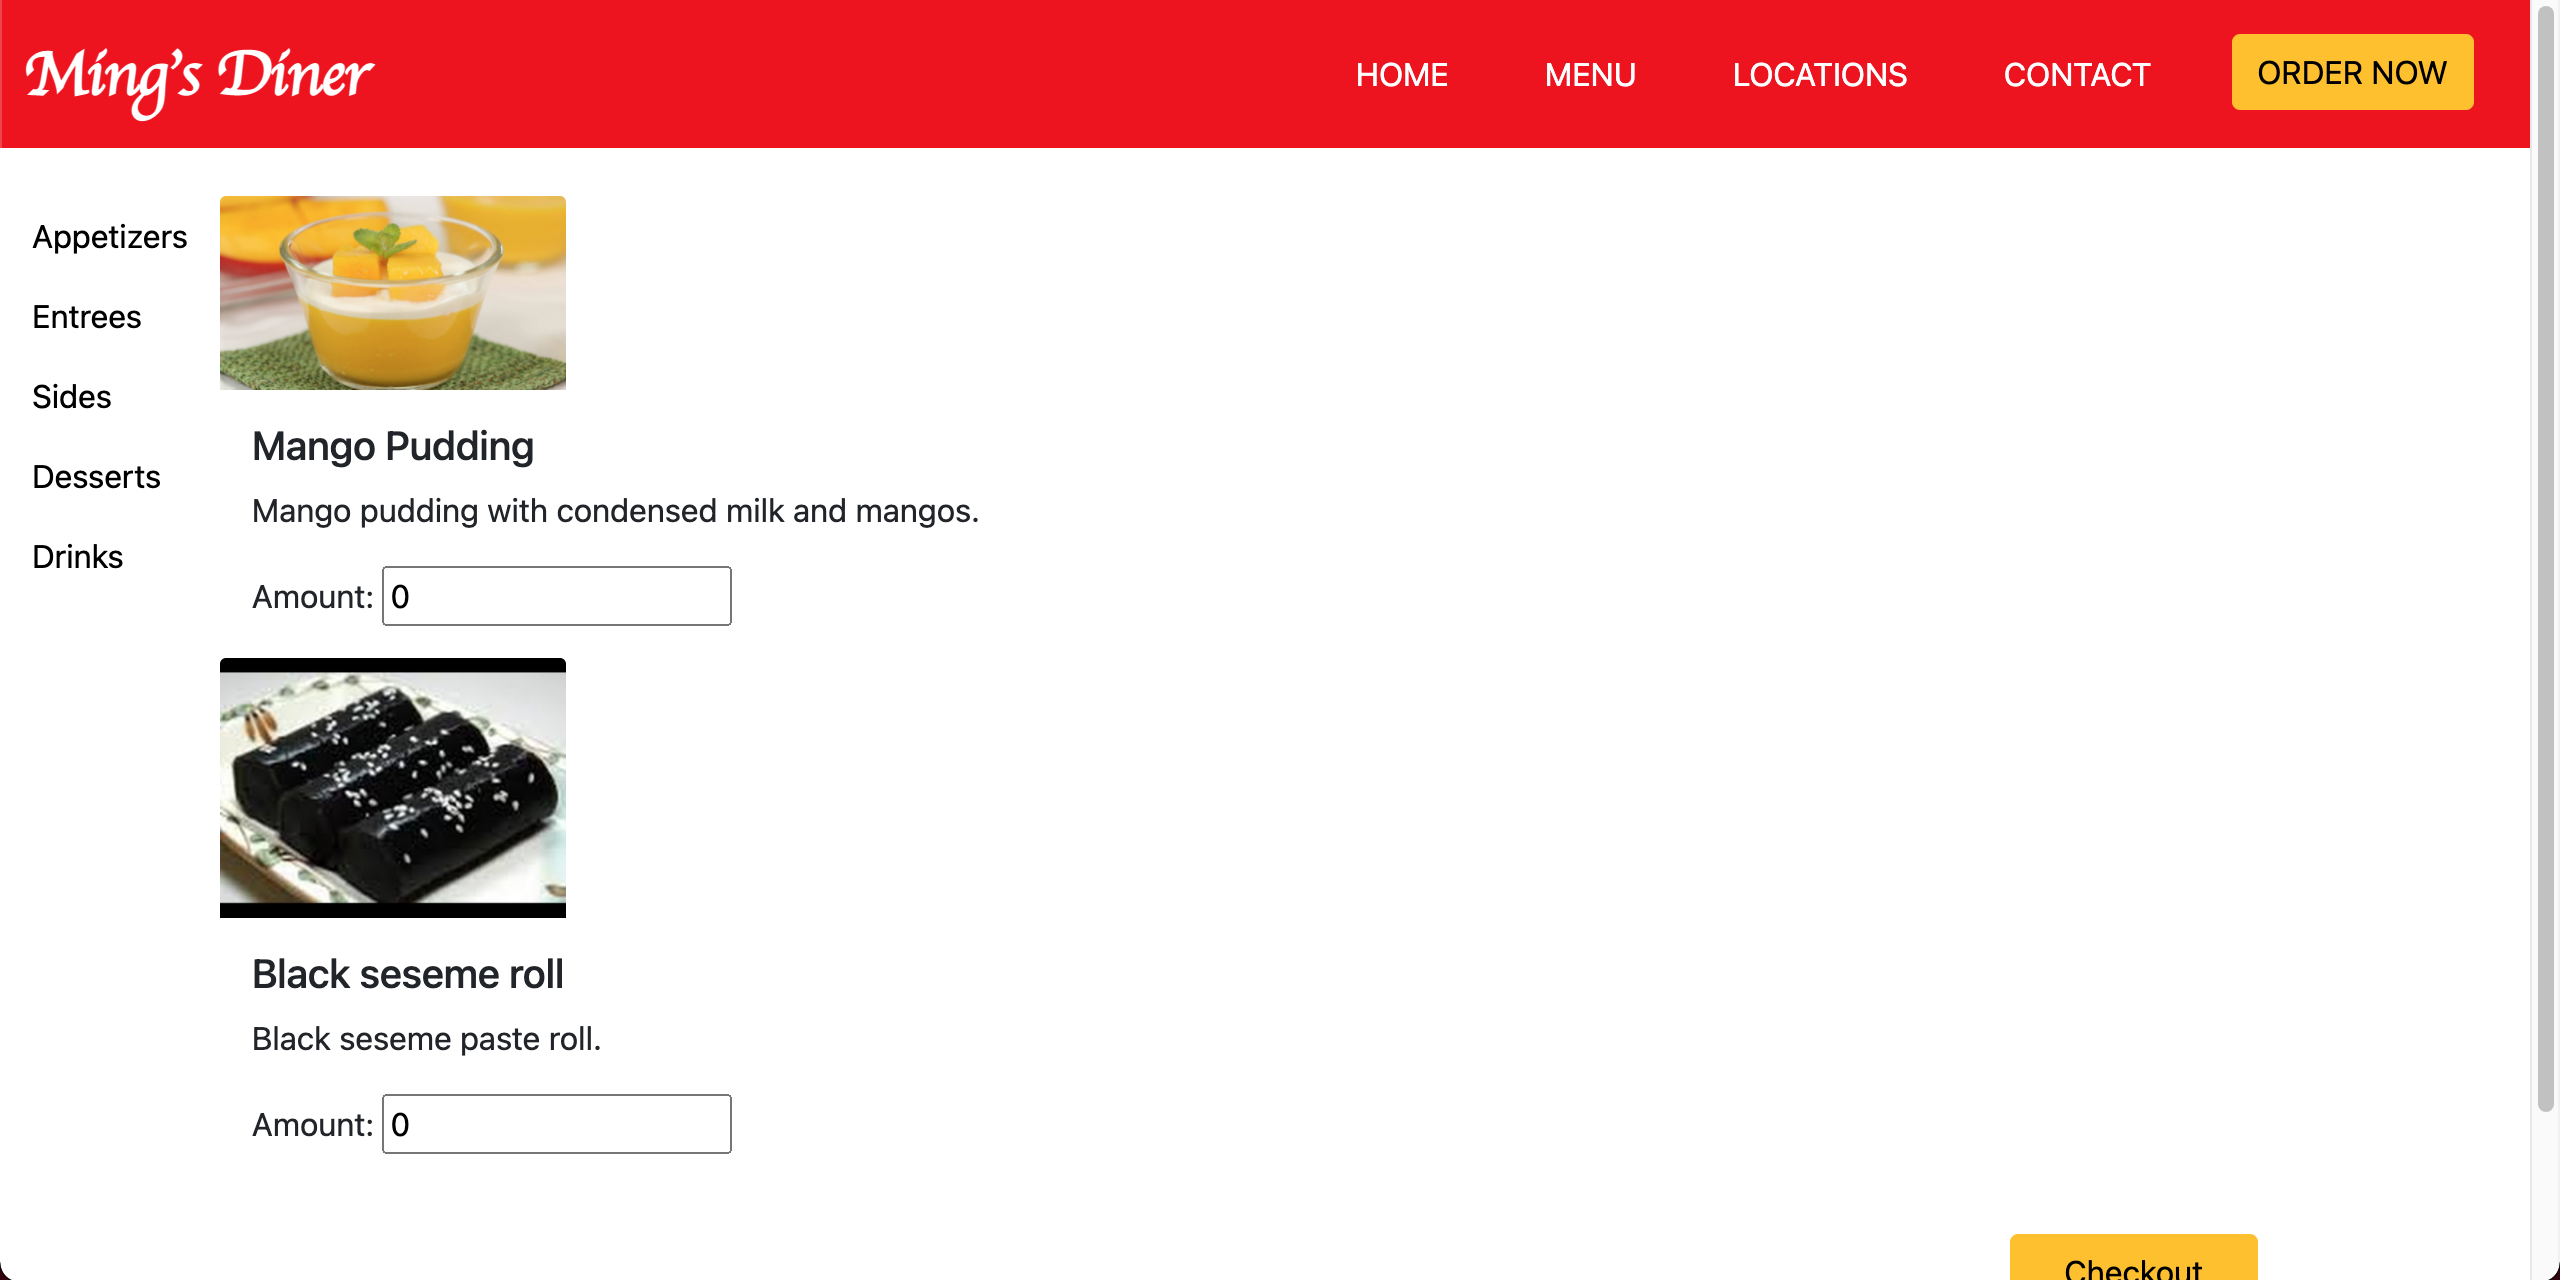 Ming's Diner
HOME MENU LOCATIONS CONTACT ORDER NOW
Appetizers
Entrees
Sides
Desserts
Drinks
Mango Pudding
Mango pudding with condensed milk and mangos.
Amount: 0
Black seseme roll
Black seseme paste roll.
Amount: 0
Checkout